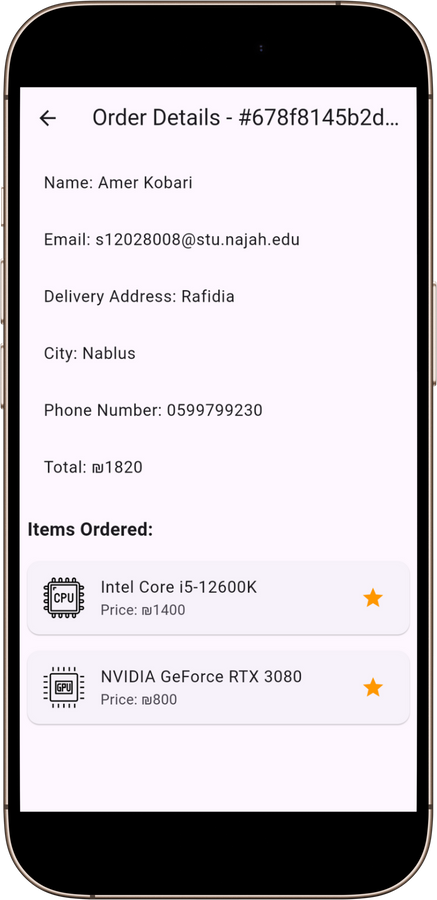 Order Details - #678f8145b2d...
Name: Amer Kobari
Email: s12028008@stu.najah.edu
Delivery Address: Rafidia
City: Nablus
Phone Number: 0599799230
Total: ₪1820
Items Ordered:
CPU
Intel Core i5-12600K
Price: ₪1400
GPU
NVIDIA GeForce RTX 3080
Price: ₪800